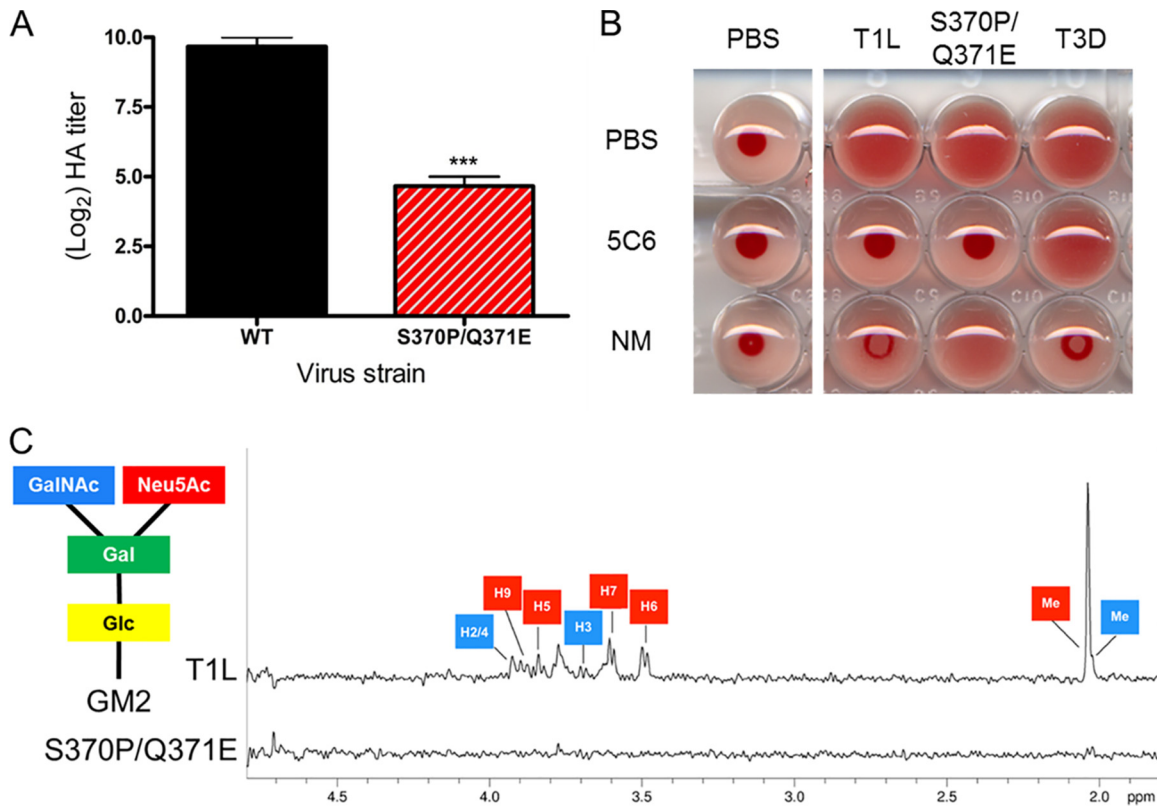 A
(Log2) HA titer
10.0
7.5
5.0
2.5
0.0
***
WT
S370P/Q371E
Virus strain
B
PBS
T1L
S370P/
Q371E
T3D
PBS
5C6
NM
C
GalNAc
Neu5Ac
Gal
Glc
GM2
T1L
S370P/Q371E
H2/4
H9
H5
H3
H7
H6
Me
Me
4.5
4.0
3.5
3.0
2.5
2.0
ppm